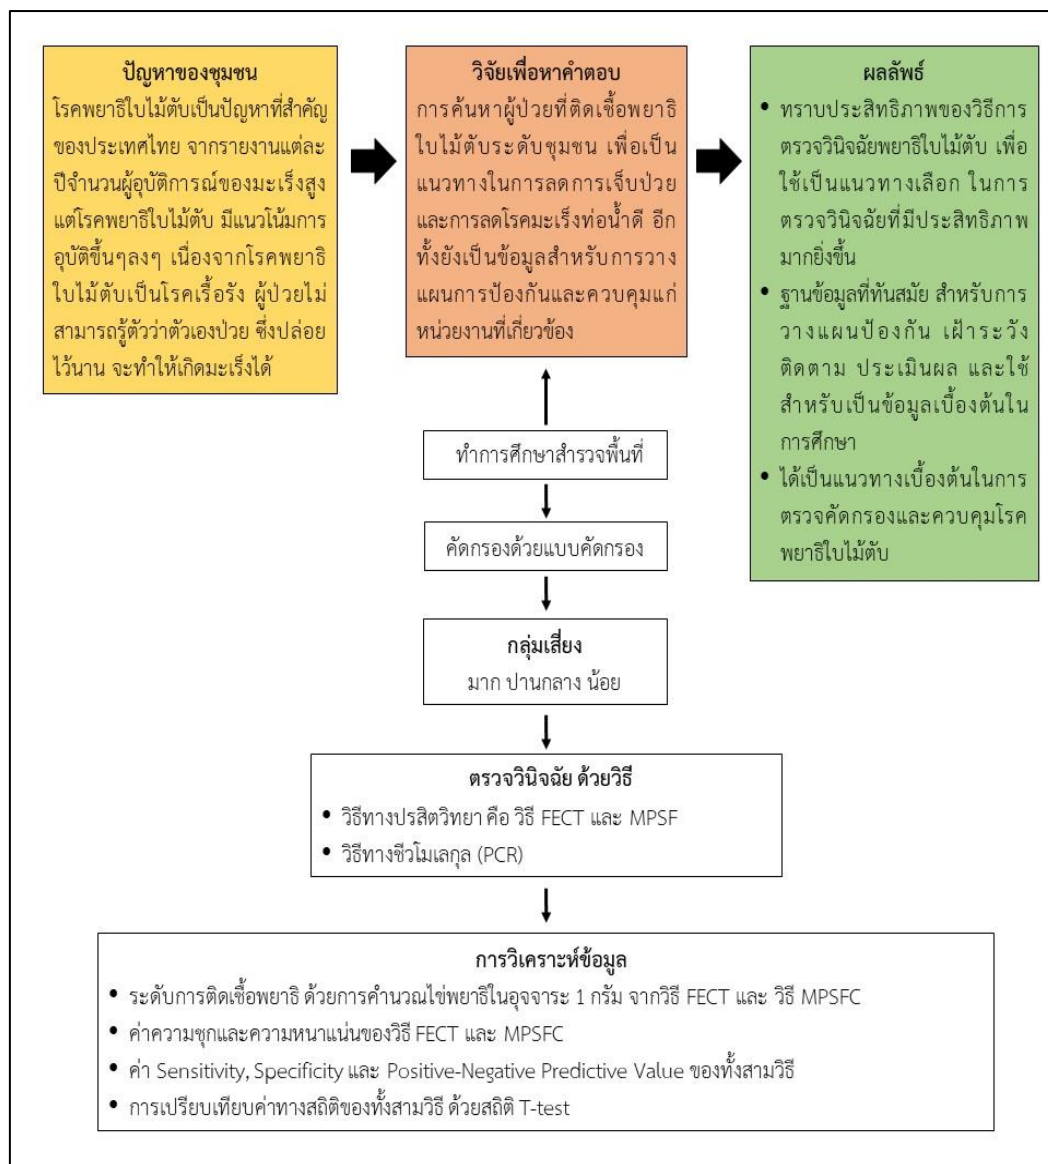 ปัญหาของชุมชน
โรคพยาธิใบไม้ตับเป็นปัญหาที่สำคัญ
ของประเทศไทย จากรายงานแต่ละ
ปีจำนวนผู้อุบัติการณ์ของมะเร็งสูง
แต่โรคพยาธิใบไม้ตับ มีแนวโน้มการ
อุบัติขึ้นๆลงๆ เนื่องจากโรคพยาธิ
ใบไม้ตับเป็นโรคเรื้อรัง ผู้ป่วยไม่
สามารถรู้ตัวว่าตัวเองป่วย ซึ่งปล่อย
ไว้นาน จะทำให้เกิดมะเร็งได้
วิจัยเพื่อหาคำตอบ
การค้นหาผู้ป่วยที่ติดเชื้อพยาธิ
ใบไม้ตับระดับชุมชน เพื่อเป็น
แนวทางในการลดการเจ็บป่วย
และการลดโรคมะเร็งท่อน้ำดี อีก
ทั้งยังเป็นข้อมูลสำหรับการวาง
แผนการป้องกันและควบคุมแก่
หน่วยงานที่เกี่ยวข้อง
ผลลัพธ์
• ทราบประสิทธิภาพของวิธีการ
ตรวจวินิจฉัยพยาธิใบไม้ตับ เพื่อ
ใช้เป็นแนวทางเลือก ในการ
ตรวจวินิจฉัยที่มีประสิทธิภาพ
มากยิ่งขึ้น
• ฐานข้อมูลที่ทันสมัย สำหรับการ
วางแผนป้องกัน เฝ้าระวัง
ติดตาม ประเมินผล และใช้
สำหรับเป็นข้อมูลเบื้องต้นใน
การศึกษา
• ได้เป็นแนวทางเบื้องต้นในการ
ตรวจคัดกรองและควบคุมโรค
พยาธิใบไม้ตับ
ทำการศึกษาสำรวจพื้นที่
คัดกรองด้วยแบบคัดกรอง
กลุ่มเสี่ยง
มาก ปานกลาง น้อย
ตรวจวินิจฉัย ด้วยวิธี
• วิธีทางปรสิตวิทยา คือ วิธี FECT และ MPSF
• วิธีทางชีวโมเลกุล (PCR)
การวิเคราะห์ข้อมูล
• ระดับการติดเชื้อพยาธิ ด้วยการคำนวณไข่พยาธิในอุจจาระ 1 กรัม จากวิธี FECT และ วิธี MPSFC
• ค่าความชุกและความหนาแน่นของวิธี FECT และ MPSFC
• ค่า Sensitivity, Specificity และ Positive-Negative Predictive Value ของทั้งสามวิธี
• การเปรียบเทียบค่าทางสถิติของทั้งสามวิธี ด้วยสถิติ T-test